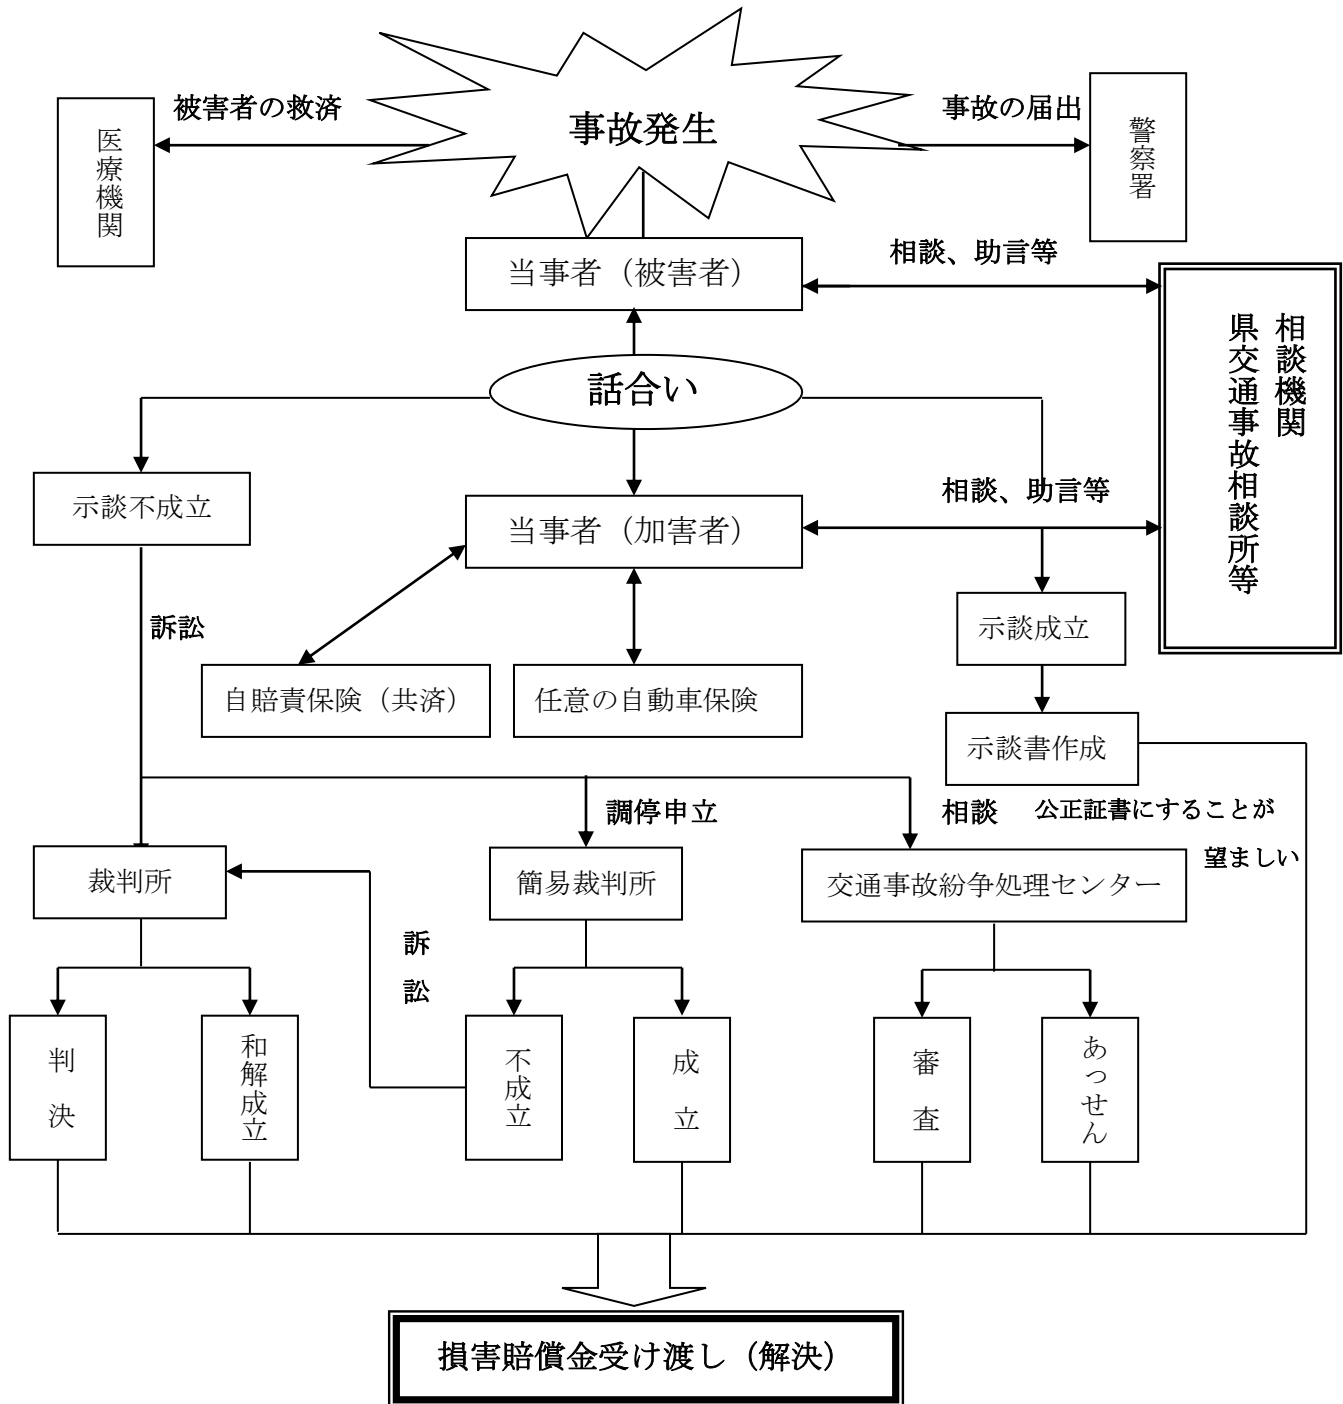 事故発生
被害者の救済
事故の届出
医療機関
警察署
当事者（被害者）
相談、助言等
相談機関
県交通事故相談所等
話合い
示談不成立
当事者（加害者）
相談、助言等
示談成立
訴訟
自賠責保険（共済）
任意の自動車保険
示談書作成
調停申立
相談
公正証書にすることが
望ましい
裁判所
簡易裁判所
交通事故紛争処理センター
訴訟
判決
和解成立
不成立
成立
審査
あっせん
損害賠償金受け渡し（解決）